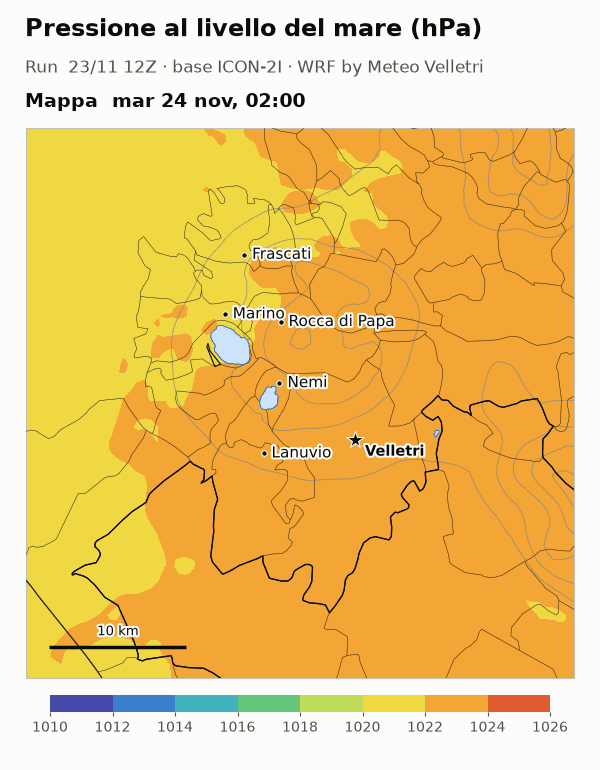 Pressione al livello del mare (hPa)
Run  23/11 12Z · base ICON-2I · WRF by Meteo Velletri
Mappa  mar 24 nov, 02:00
Frascati
Marino
Rocca di Papa
Nemi
Velletri
Lanuvio
10 km
1010 1012 1014 1016 1018 1020 1022 1024 1026